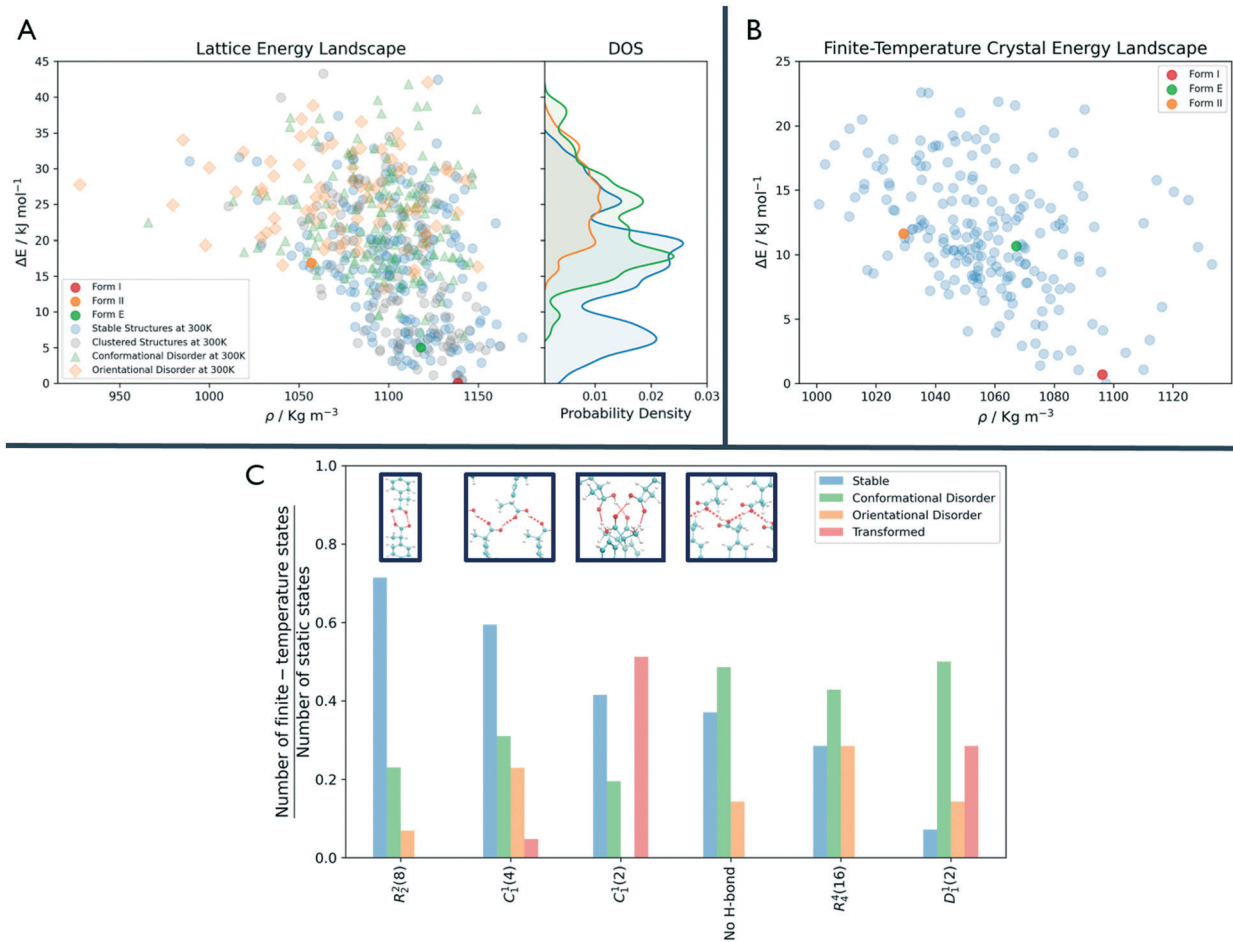 A
Lattice Energy Landscape
DOS
45
40
35
30
25
20
15
10
5
0
ΔE / kJ mol⁻¹
Form I
Form II
Form E
Stable Structures at 300K
Clustered Structures at 300K
Conformational Disorder at 300K
Orientational Disorder at 300K
950
1000
1050
1100
1150
ρ / Kg m⁻³
0.01
0.02
0.03
Probability Density
B
Finite-Temperature Crystal Energy Landscape
25
20
15
10
5
0
ΔE / kJ mol⁻¹
Form I
Form E
Form II
1000
1020
1040
1060
1080
1100
1120
ρ / Kg m⁻³
C
1.0
0.8
0.6
0.4
0.2
0.0
Number of finite − temperature states
Number of static states
Stable
Conformational Disorder
Orientational Disorder
Transformed
R₂²(8)
C₁¹(4)
C₁¹(2)
No H-bond
R₄⁴(16)
D₁¹(2)